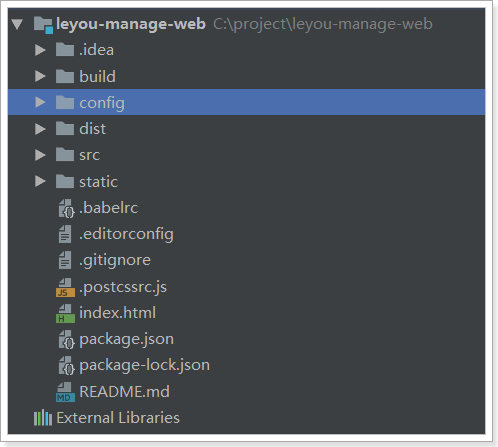 leyou-manage-web C:\project\leyou-manage-web
.idea
build
config
dist
src
static
.babelrc
.editorconfig
.gitignore
.postcssrc.js
index.html
package.json
package-lock.json
README.md
External Libraries